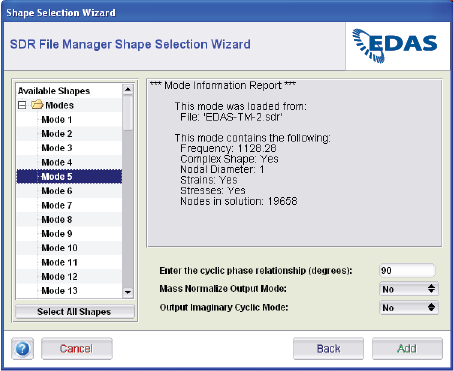 Shape Selection Wizard
SDR File Manager Shape Selection Wizard
EDAS
Available Shapes
Modes
Mode 1
Mode 2
Mode 3
Mode 4
Mode 5
Mode 6
Mode 7
Mode 8
Mode 9
Mode 10
Mode 11
Mode 12
Mode 13
Select All Shapes
*** Mode Information Report ***
This mode was loaded from:
File: 'EDAS-TM-2.sdr'
This mode contains the following:
Frequency: 1128.28
Complex Shape: Yes
Nodal Diameter: 1
Strains: Yes
Stresses: Yes
Nodes in solution: 19658
Enter the cyclic phase relationship (degrees): 90
Mass Normalize Output Mode: No
Output Imaginary Cyclic Mode: No
? Cancel Back Add